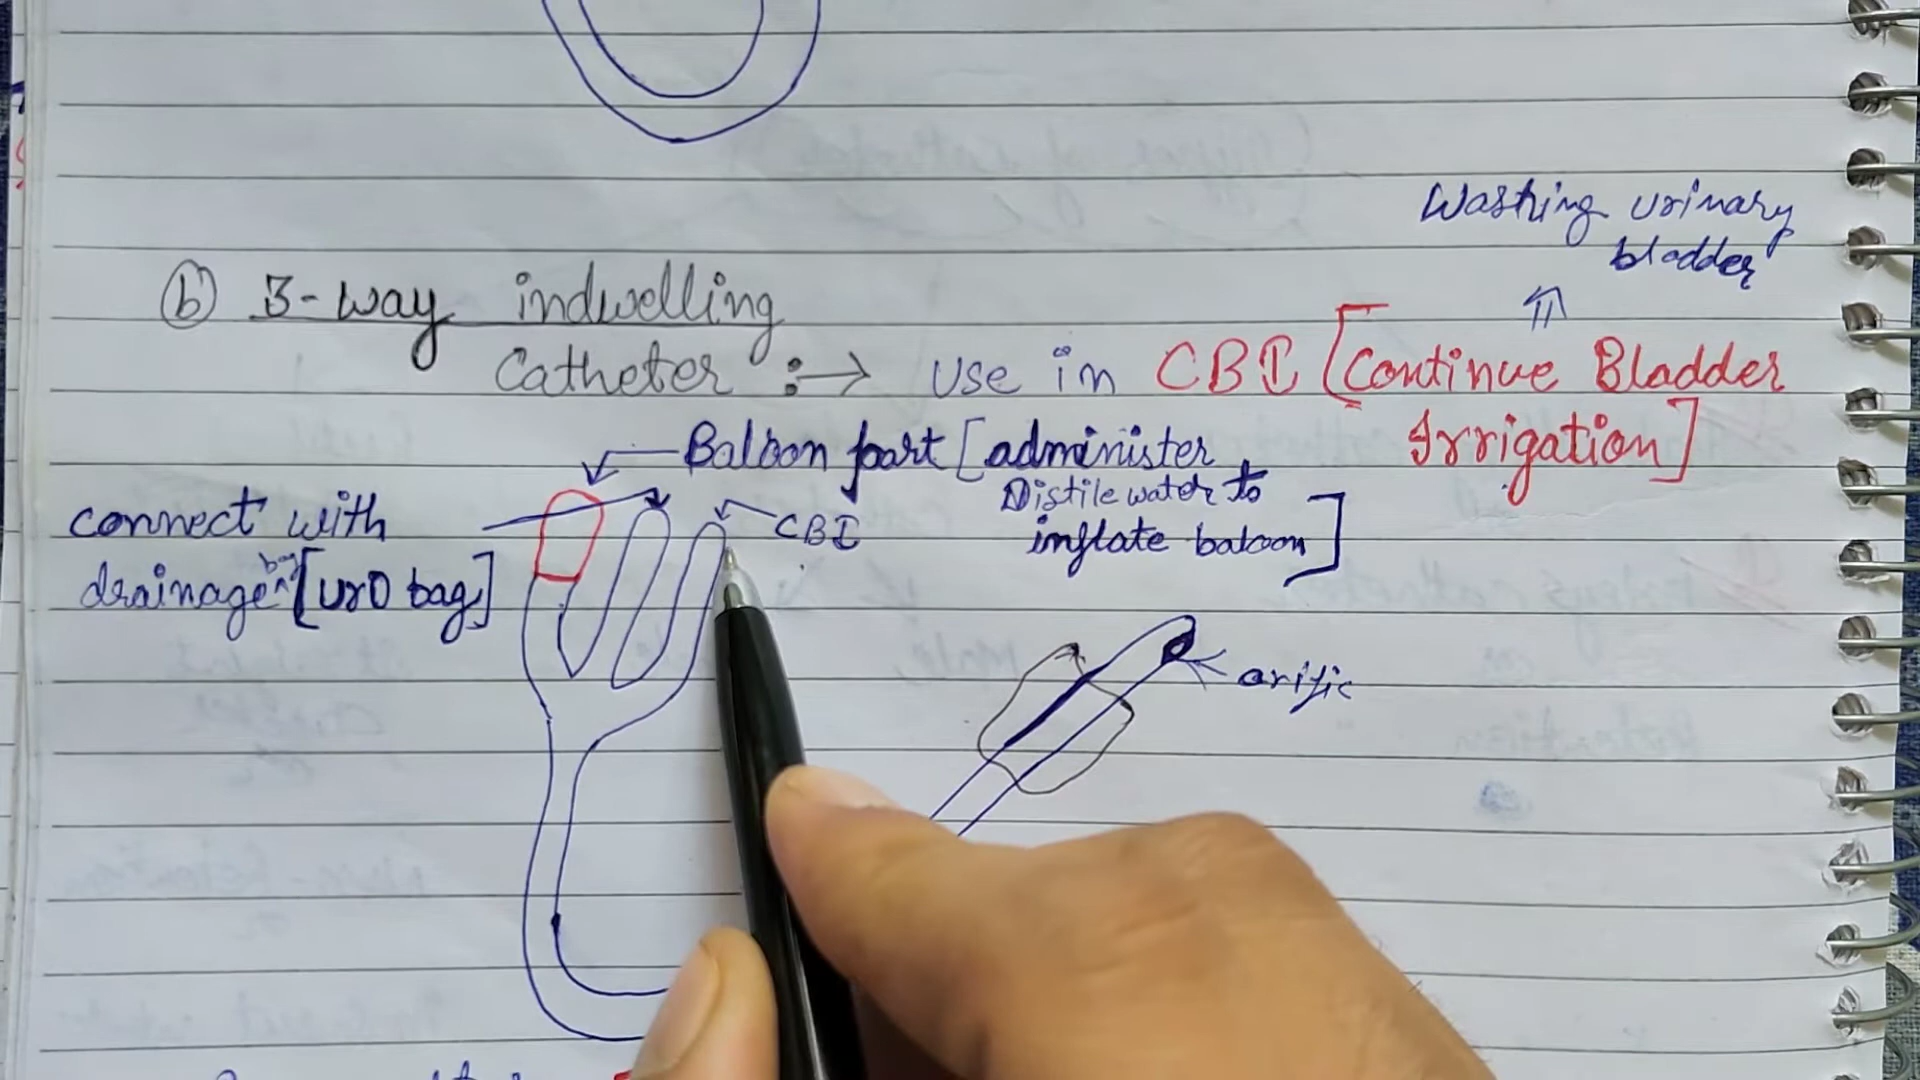 Washing urinary
bladder
⇑
(b) 3-way indwelling
Catheter :→ Use in CBI [Continue Bladder
Irrigation]
Baloon part [administer
Distile water to
inflate baloon]
connect with
drainage bag [UrO bag]
CBI
orific